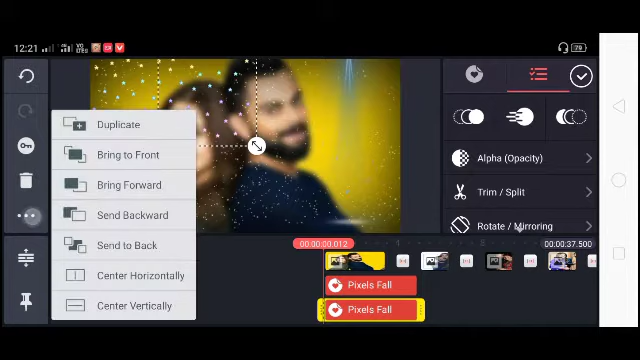 12:21
79
Duplicate
Bring to Front
Bring Forward
Send Backward
Send to Back
Center Horizontally
Center Vertically
Alpha (Opacity)
Trim / Split
Rotate / Mirroring
00:00:00.012
00:00:37.500
Pixels Fall
Pixels Fall